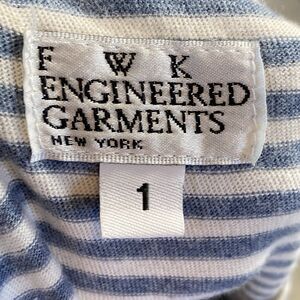 F W K
ENGINEERED
GARMENTS
NEW YORK
1